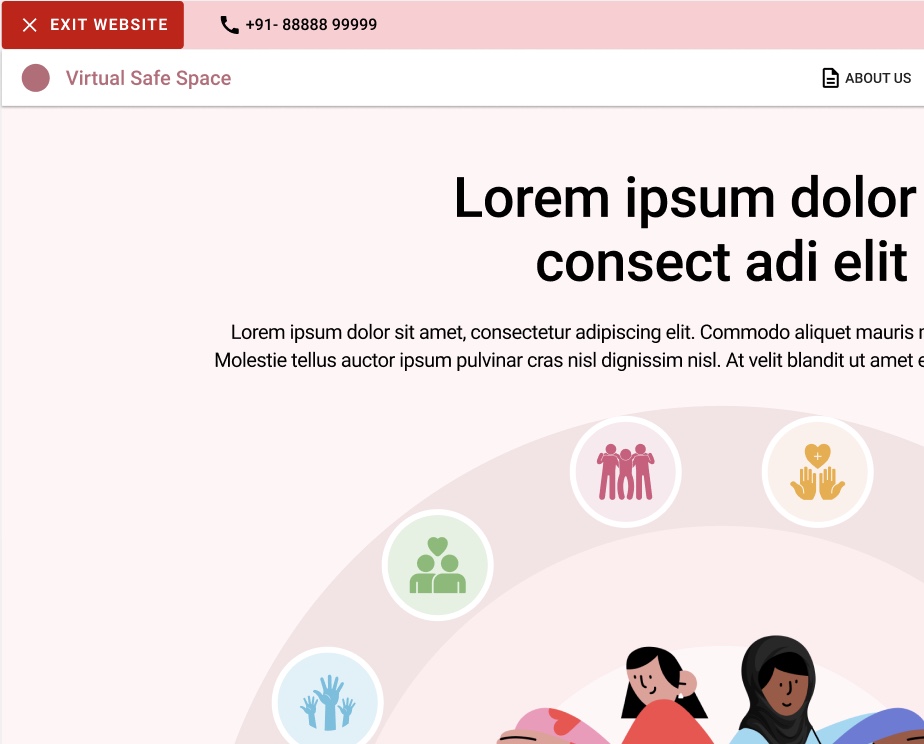 EXIT WEBSITE
+91- 88888 99999
Virtual Safe Space
ABOUT US
Lorem ipsum dolor
consect adi elit
Lorem ipsum dolor sit amet, consectetur adipiscing elit. Commodo aliquet mauris
Molestie tellus auctor ipsum pulvinar cras nisl dignissim nisl. At velit blandit ut amet